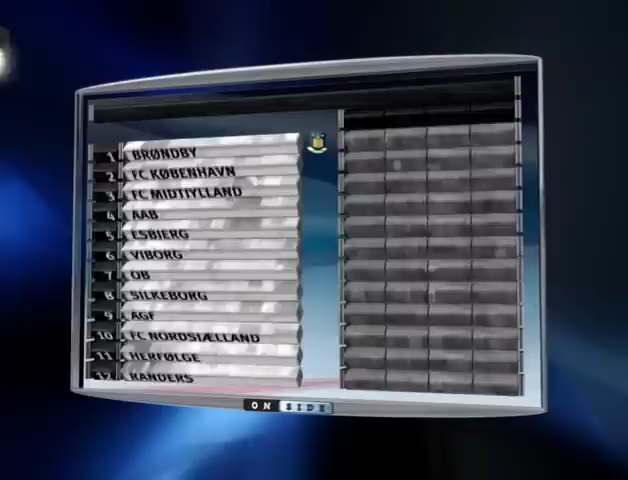 1 BRØNDBY
2 FC KØBENHAVN
3 FC MIDTJYLLAND
4 AAB
5 ESBJERG
6 VIBORG
7 OB
8 SILKEBORG
9 AGF
10 FC NORDSJÆLLAND
11 HERFØLGE
12 RANDERS
ON SIDE